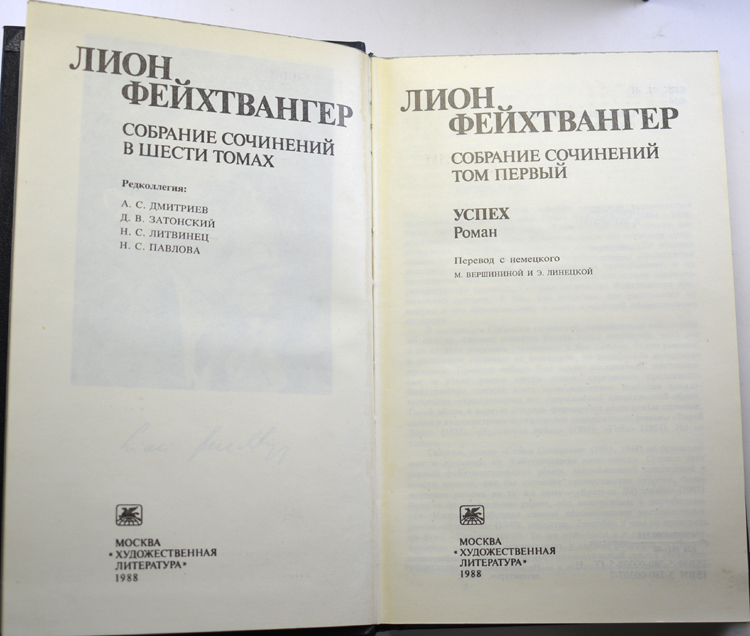 ЛИОН
ФЕЙХТВАНГЕР
СОБРАНИЕ СОЧИНЕНИЙ
В ШЕСТИ ТОМАХ
Редколлегия:
А. С. ДМИТРИЕВ
Д. В. ЗАТОНСКИЙ
Н. С. ЛИТВИНЕЦ
Н. С. ПАВЛОВА
МОСКВА
"ХУДОЖЕСТВЕННАЯ
ЛИТЕРАТУРА"
1988
ЛИОН
ФЕЙХТВАНГЕР
СОБРАНИЕ СОЧИНЕНИЙ
ТОМ ПЕРВЫЙ
УСПЕХ
Роман
Перевод с немецкого
М. ВЕРШИНИНОЙ И Э. ЛИНЕЦКОЙ
МОСКВА
"ХУДОЖЕСТВЕННАЯ
ЛИТЕРАТУРА"
1988